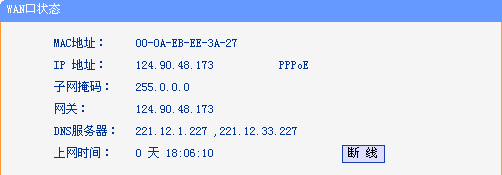 WAN口状态
MAC地址： 00-0A-EB-EE-3A-27
IP 地址： 124.90.48.173 PPPoE
子网掩码： 255.0.0.0
网关： 124.90.48.173
DNS服务器： 221.12.1.227 ,221.12.33.227
上网时间： 0 天 18:06:10 断 线